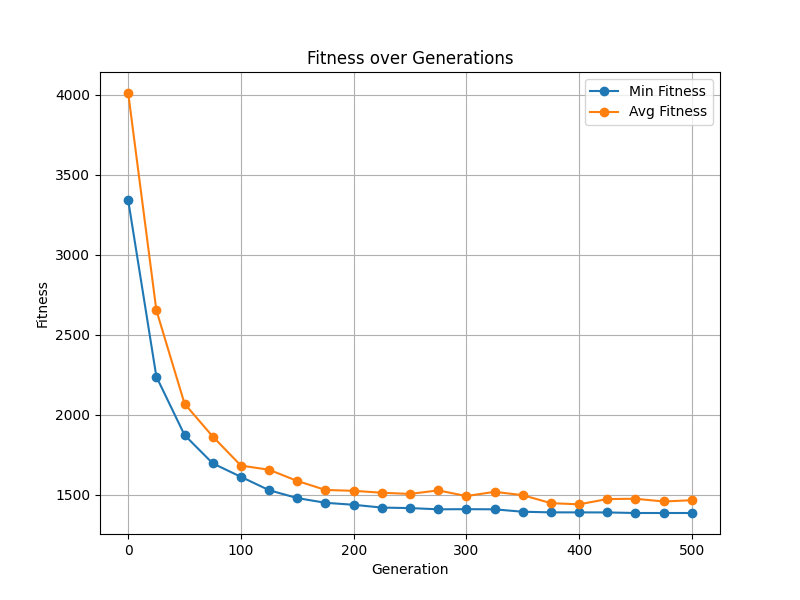 Fitness over Generations
Min Fitness
Avg Fitness
4000
3500
3000
2500
2000
1500
Fitness
0 100 200 300 400 500
Generation